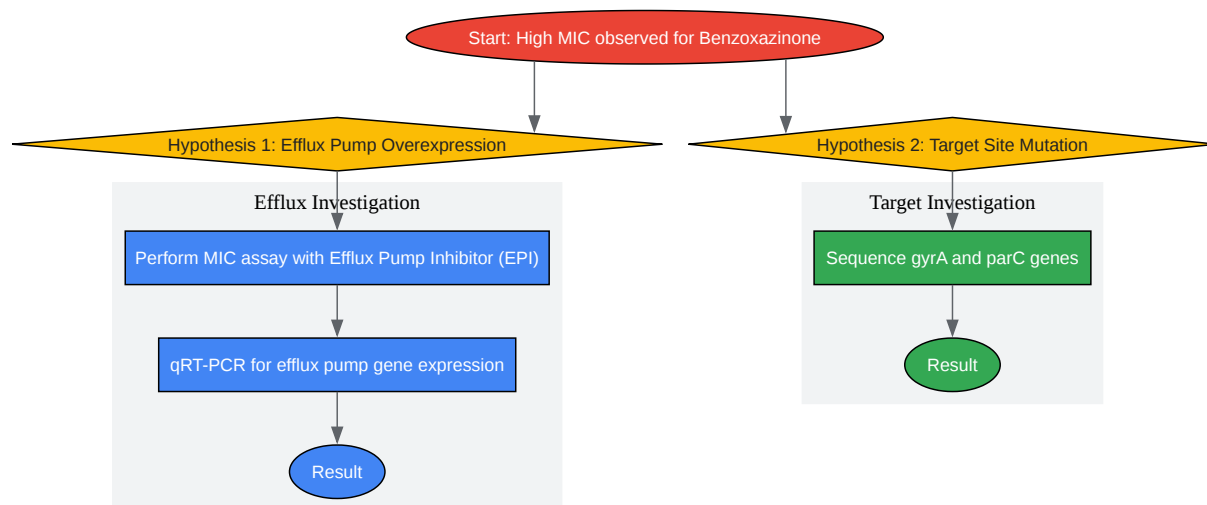 Start: High MIC observed for Benzoxazinone
Hypothesis 1: Efflux Pump Overexpression
Hypothesis 2: Target Site Mutation
Efflux Investigation
Target Investigation
Perform MIC assay with Efflux Pump Inhibitor (EPI)
Sequence gyrA and parC genes
qRT-PCR for efflux pump gene expression
Result
Result